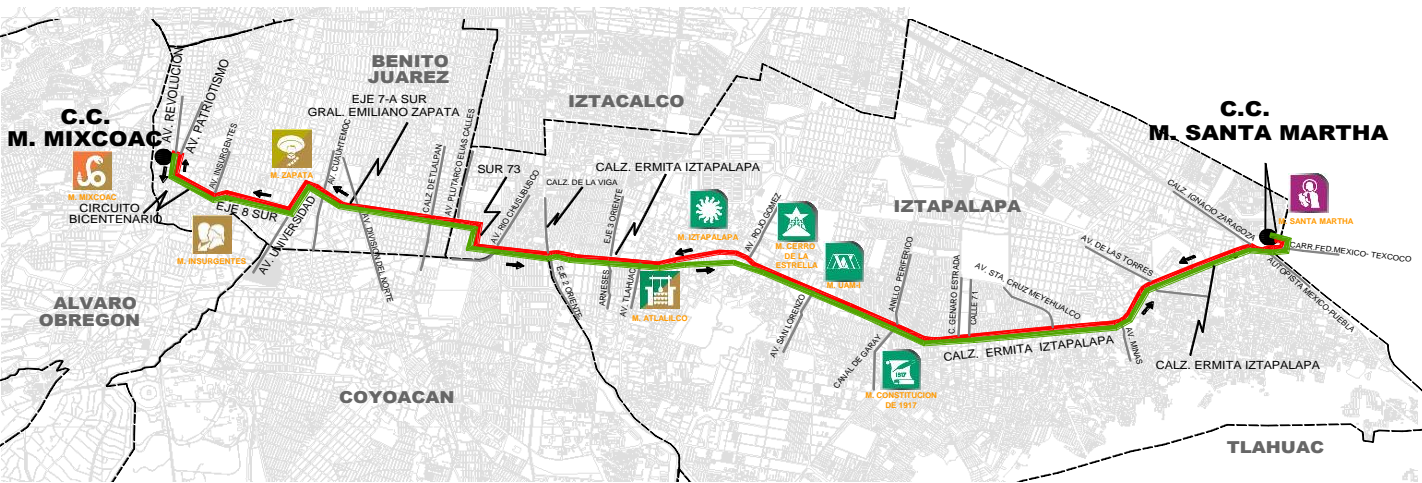 BENITO
JUAREZ
IZTACALCO
IZTAPALAPA
ALVARO
OBREGON
COYOACAN
TLAHUAC
C.C.
M. MIXCOAC
M. MIXCOAC
CIRCUITO
BICENTENARIO
AV. REVOLUCION
AV. PATRIOTISMO
AV. INSURGENTES
M. INSURGENTES
EJE 8 SUR
M. ZAPATA
AV. UNIVERSIDAD
AV. CUAUHTEMOC
EJE 7-A SUR
GRAL. EMILIANO ZAPATA
AV. DIVISION DEL NORTE
CALZ. DE TLALPAN
AV. PLUTARCO ELIAS CALLES
SUR 73
AV. RIO CHUSUBUSCO
CALZ. DE LA VIGA
CALZ. ERMITA IZTAPALAPA
EJE 2 ORIENTE
EJE 3 ORIENTE
ARNESES
AV. TLAHUAC
M. ATLALILCO
M. IZTAPALAPA
AV. ROJO GOMEZ
M. CERRO
DE LA
ESTRELLA
M. UAM-I
AV. SAN LORENZO
ANILLO PERIFERIDO
CANAL DE GARAY
1917
M. CONSTITUCION
DE 1917
C. GENARO ESTRADA
CALLE 71
AV. STA. CRUZ MEYEHUALCO
CALZ. ERMITA IZTAPALAPA
AV. DE LAS TORRES
AV. MINAS
CALZ. ERMITA IZTAPALAPA
CALZ. IGNACIO ZARAGOZA
C.C.
M. SANTA MARTHA
M. SANTA MARTHA
CARR.FED.MEXICO- TEXCOCO
AUTOPISTA MEXICO-PUEBLA